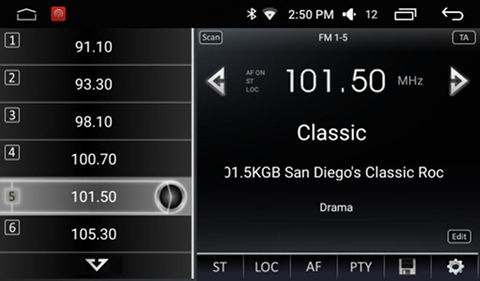 2:50 PM 12
1 91.10
2 93.30
3 98.10
4 100.70
5 101.50
6 105.30
Scan FM 1-5 TA
AF ON
ST
LOC
101.50 MHz
Classic
01.5KGB San Diego's Classic Roc
Drama
Edit
ST LOC AF PTY